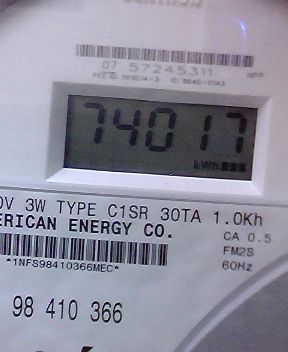 07 57245311
74017
kWh
0V 3W TYPE C1SR 30TA 1.0Kh
ERICAN ENERGY CO.
CA 0.5
FM2S
60Hz
*1NFS98410366MEC*
98 410 366